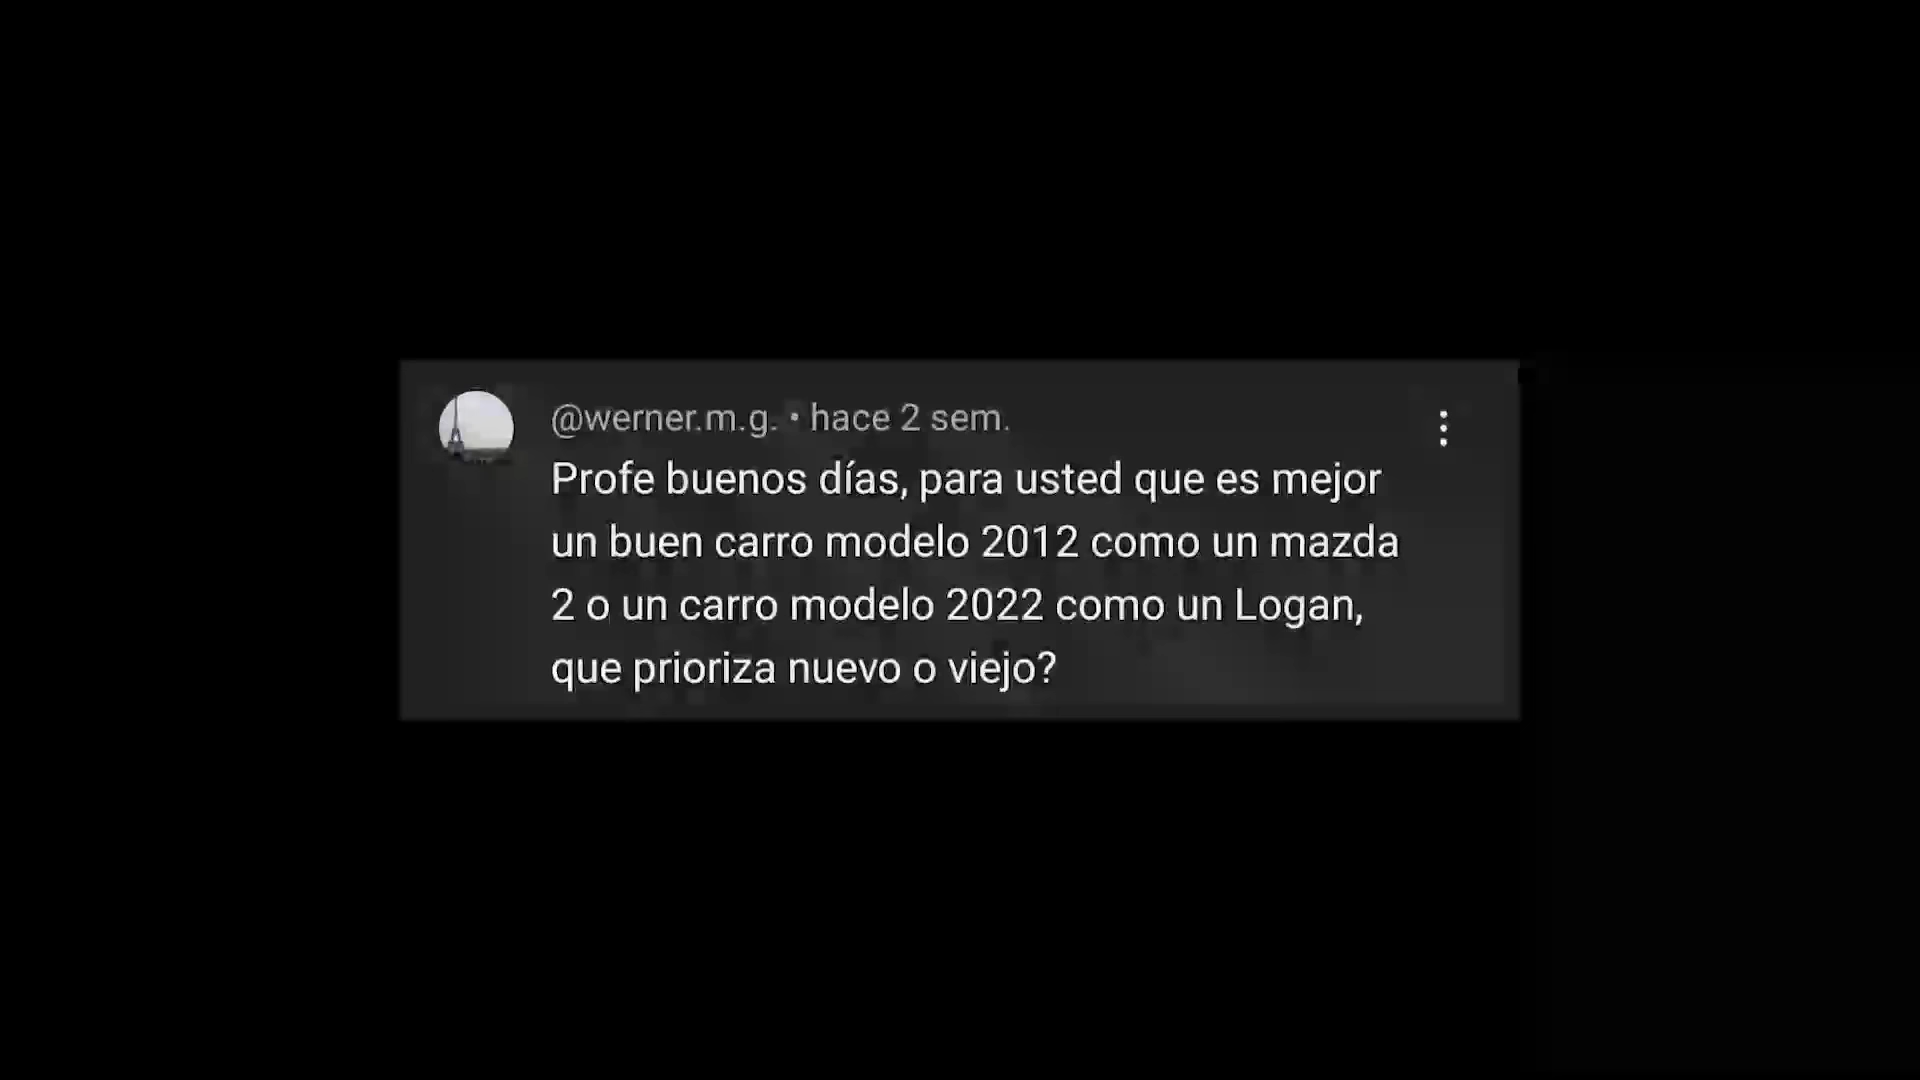 @werner.m.g. • hace 2 sem.
Profe buenos días, para usted que es mejor
un buen carro modelo 2012 como un mazda
2 o un carro modelo 2022 como un Logan,
que prioriza nuevo o viejo?